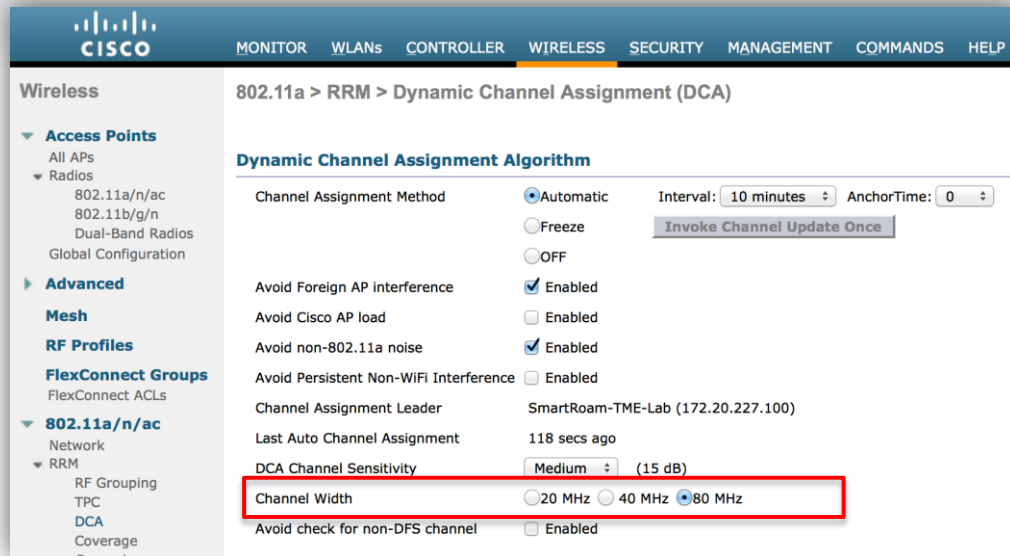 CISCO
MONITOR WLANs CONTROLLER WIRELESS SECURITY MANAGEMENT COMMANDS HELP
Wireless
Access Points
All APs
Radios
802.11a/n/ac
802.11b/g/n
Dual-Band Radios
Global Configuration
Advanced
Mesh
RF Profiles
FlexConnect Groups
FlexConnect ACLs
802.11a/n/ac
Network
RRM
RF Grouping
TPC
DCA
Coverage
802.11a > RRM > Dynamic Channel Assignment (DCA)
Dynamic Channel Assignment Algorithm
Channel Assignment Method Automatic Interval: 10 minutes AnchorTime: 0
Freeze Invoke Channel Update Once
OFF
Avoid Foreign AP interference Enabled
Avoid Cisco AP load Enabled
Avoid non-802.11a noise Enabled
Avoid Persistent Non-WiFi Interference Enabled
Channel Assignment Leader SmartRoam-TME-Lab (172.20.227.100)
Last Auto Channel Assignment 118 secs ago
DCA Channel Sensitivity Medium (15 dB)
Channel Width 20 MHz 40 MHz 80 MHz
Avoid check for non-DFS channel Enabled